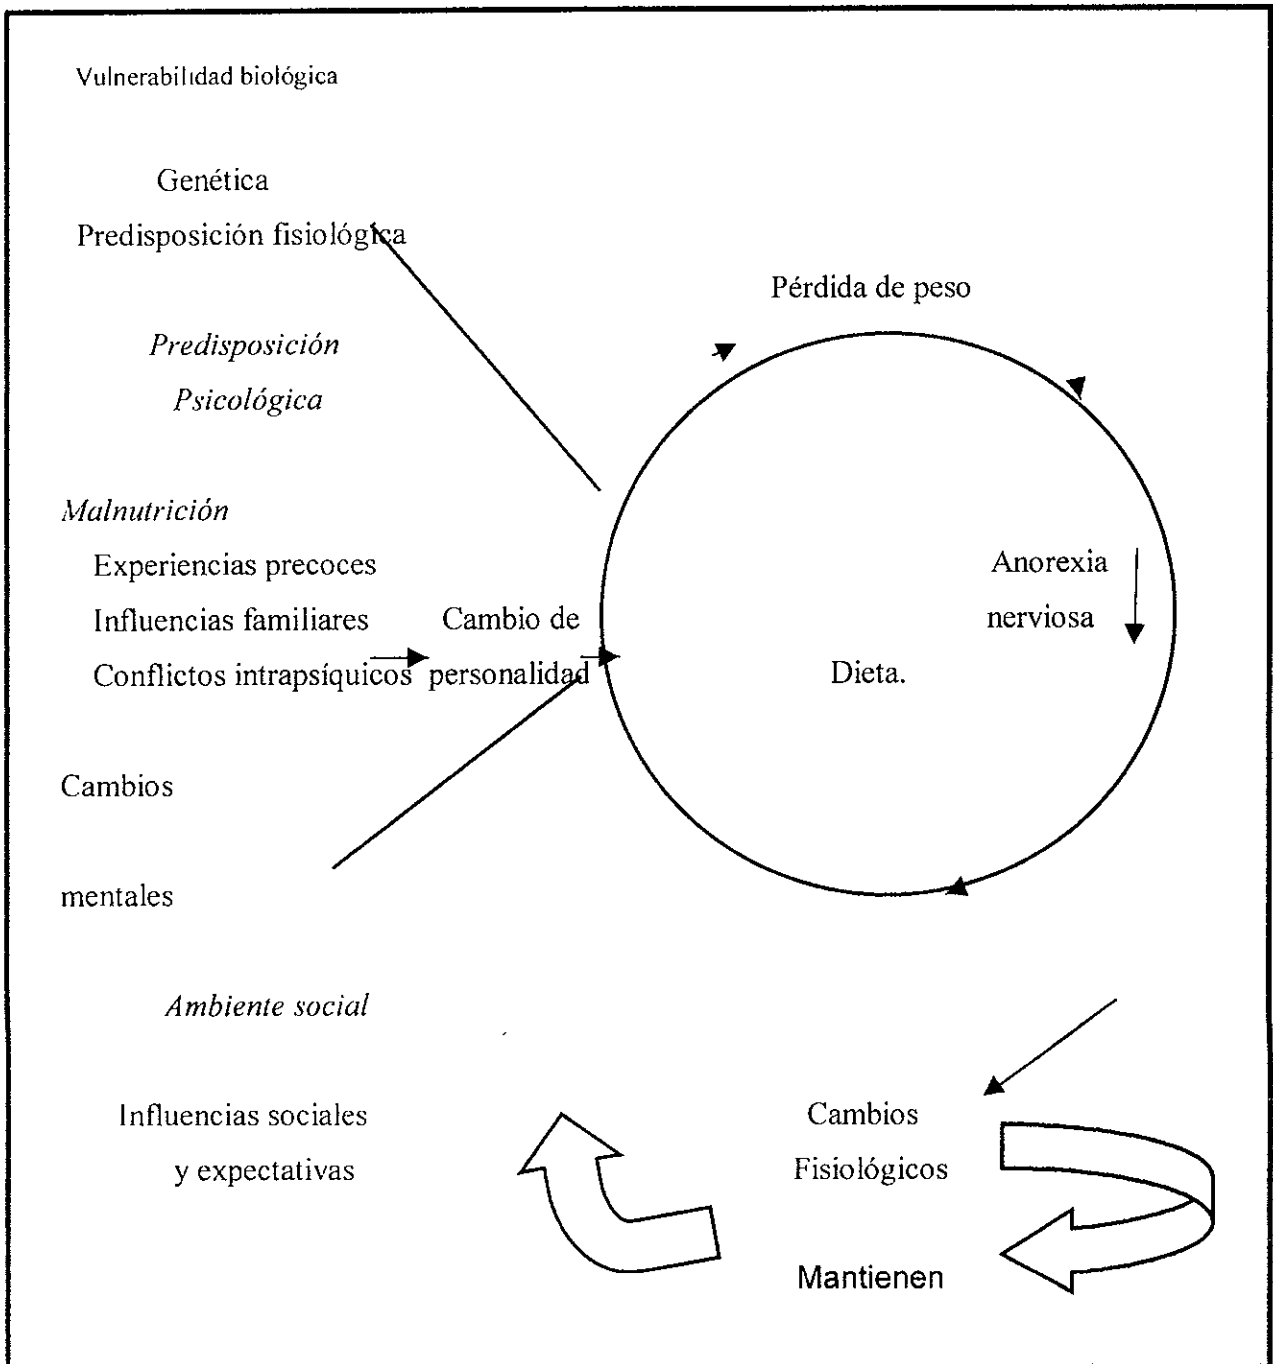 Vulnerabilidad biológica
Genética
Predisposición fisiológica
Pérdida de peso
Predisposición
Psicológica
Malnutrición
Experiencias precoces
Influencias familiares
Conflictos intrapsíquicos
Cambio de
personalidad
Anorexia
nerviosa
Dieta.
Cambios
mentales
Ambiente social
Influencias sociales
y expectativas
Cambios
Fisiológicos
Mantienen